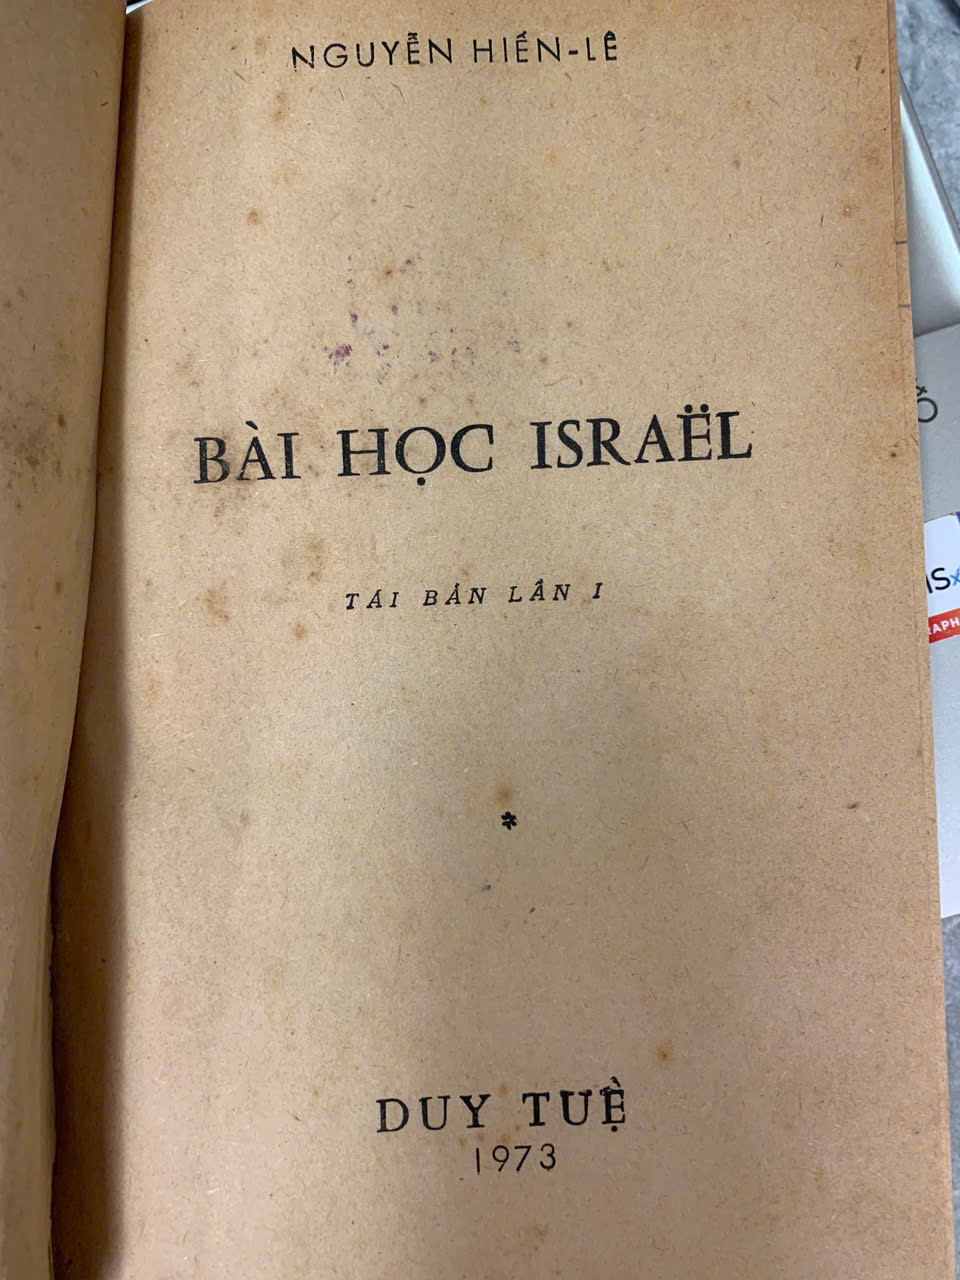 NGUYỄN HIẾN-LÊ
BÀI HỌC ISRAËL
TÁI BẢN LẦN I
*
DUY TUỆ
1973